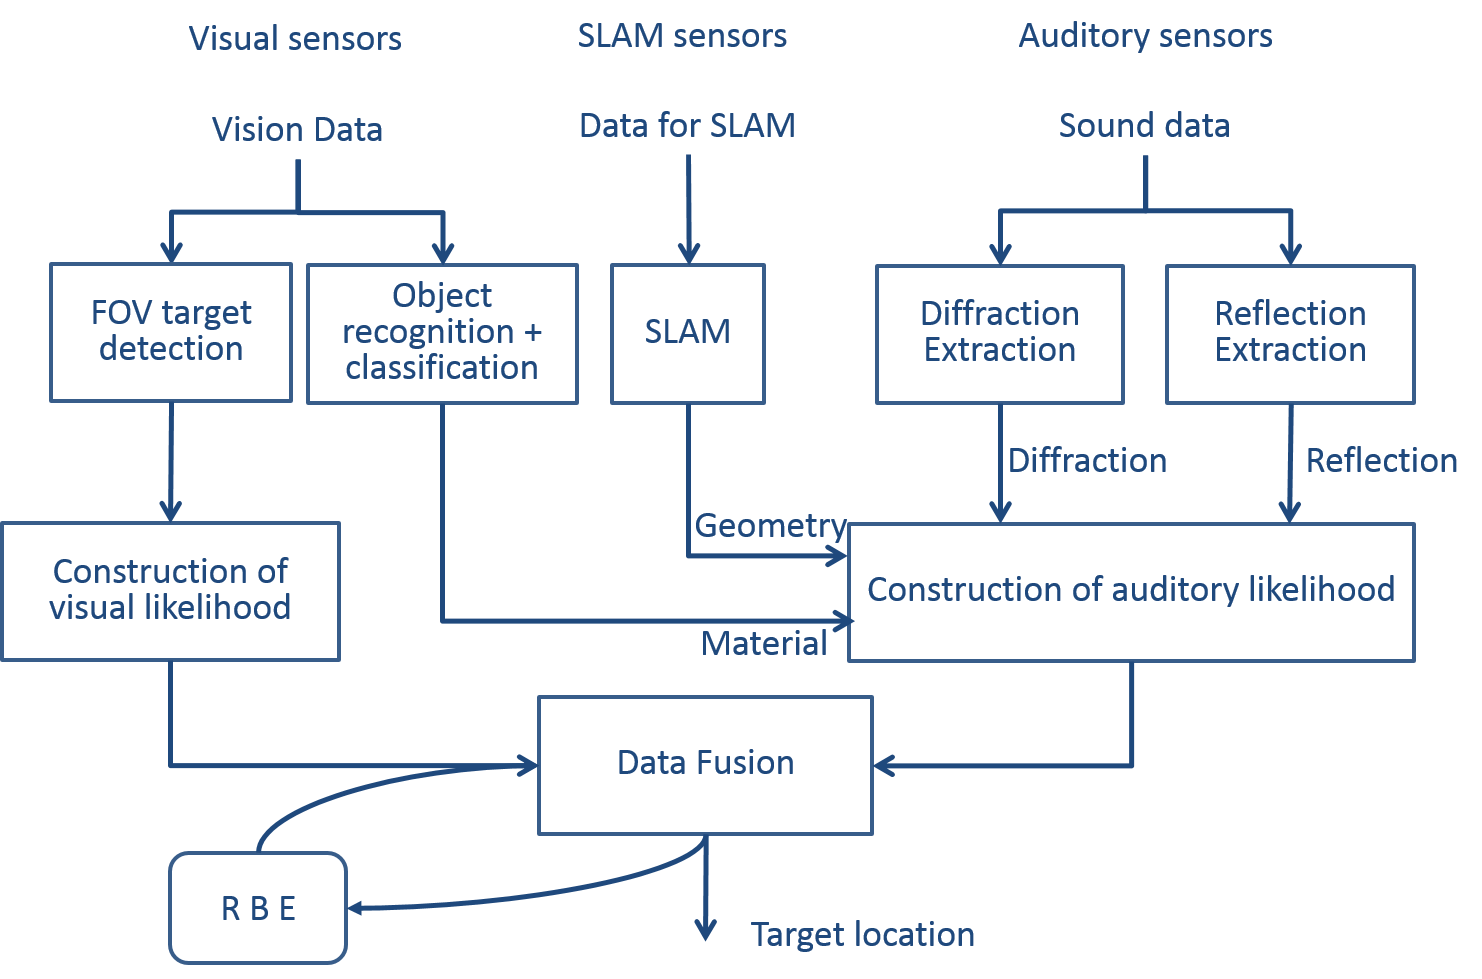 Visual sensors
SLAM sensors
Auditory sensors
Vision Data
Data for SLAM
Sound data
FOV target
detection
Object
recognition +
classification
SLAM
Diffraction
Extraction
Reflection
Extraction
Diffraction
Reflection
Geometry
Construction of
visual likelihood
Construction of auditory likelihood
Material
Data Fusion
R B E
Target location